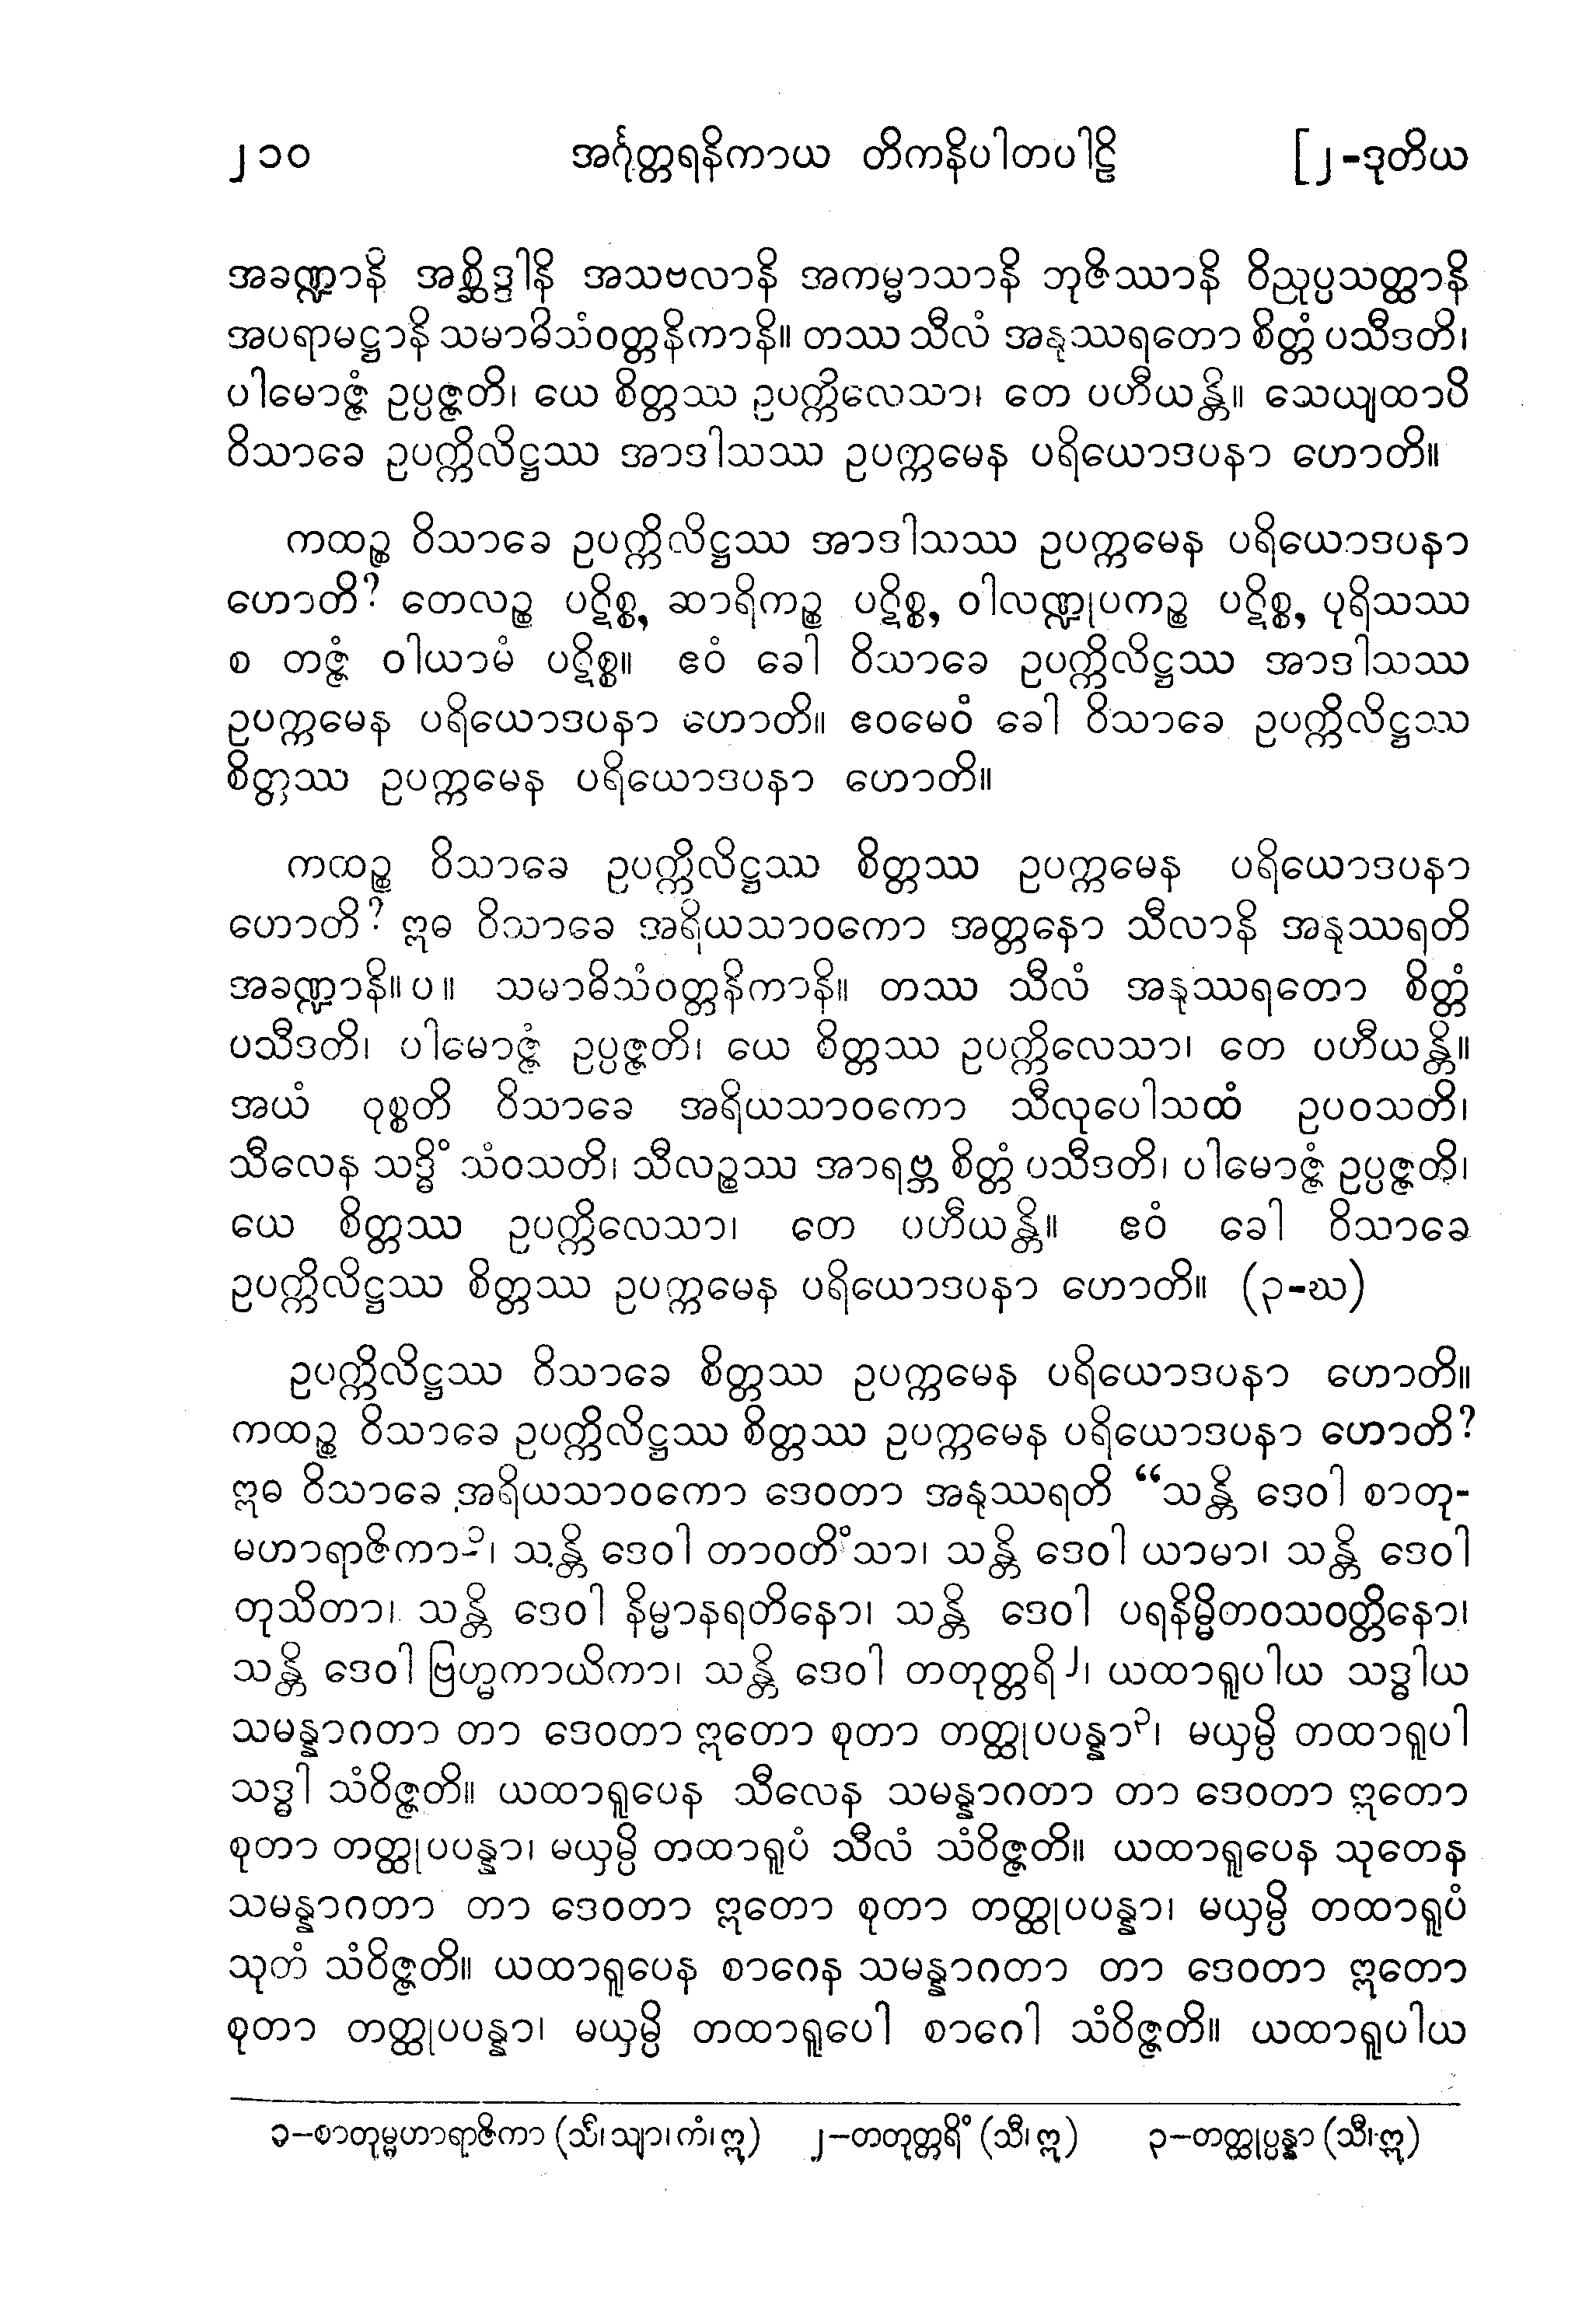 ၂၁၀ အင်္ဂုတ္တရနိကာယ တိကနိပါတပါဠိ [၂-ဒုတိယ
အခဏ္ဍာနိ အစ္ဆိဒ္ဒါနိ အသဗလာနိ အကမ္မာသာနိ ဘုဇိဿာနိ ဝိညုပ္ပသတ္ထာနိ
အပရာမဋ္ဌာနိ သမာဓိသံဝတ္တနိကာနိ။ တဿ သီလံ အနုဿရတော စိတ္တံ ပသီဒတိ၊
ပါမောဇ္ဇံ ဥပ္ပဇ္ဇတိ၊ ယေ စိတ္တဿ ဥပက္ကိလေသာ၊ တေ ပဟီယန္တိ။ သေယျထာပိ
ဝိသာခေ ဥပက္ကိလိဋ္ဌဿ အာဒါသဿ ဥပက္ကမေန ပရိယောဒပနာ ဟောတိ။
ကထဉ္စ ဝိသာခေ ဥပက္ကိလိဋ္ဌဿ အာဒါသဿ ဥပက္ကမေန ပရိယောဒပနာ
ဟောတိ? တေလဉ္စ ပဋိစ္စ, ဆာရိကဉ္စ ပဋိစ္စ, ဝါလဏ္ဍုပကဉ္စ ပဋိစ္စ, ပုရိသဿ
စ တဇ္ဇံ ဝါယာမံ ပဋိစ္စ။ ဧဝံ ခေါ ဝိသာခေ ဥပက္ကိလိဋ္ဌဿ အာဒါသဿ
ဥပက္ကမေန ပရိယောဒပနာ ဟောတိ။ ဧဝမေဝံ ခေါ ဝိသာခေ ဥပက္ကိလိဋ္ဌဿ
စိတ္တဿ ဥပက္ကမေန ပရိယောဒပနာ ဟောတိ။
ကထဉ္စ ဝိသာခေ ဥပက္ကိလိဋ္ဌဿ စိတ္တဿ ဥပက္ကမေန ပရိယောဒပနာ
ဟောတိ? ဣဓ ဝိသာခေ အရိယသာဝကော အတ္တနော သီလာနိ အနုဿရတိ
အခဏ္ဍာနိ။ပ။ သမာဓိသံဝတ္တနိကာနိ။ တဿ သီလံ အနုဿရတော စိတ္တံ
ပသီဒတိ၊ ပါမောဇ္ဇံ ဥပ္ပဇ္ဇတိ၊ ယေ စိတ္တဿ ဥပက္ကိလေသာ၊ တေ ပဟီယန္တိ။
အယံ ဝုစ္စတိ ဝိသာခေ အရိယသာဝကော သီလုပေါသထံ ဥပဝသတိ၊
သီလေန သဒ္ဓိံ သံဝသတိ၊ သီလဉ္စဿ အာရဗ္ဘ စိတ္တံ ပသီဒတိ၊ ပါမောဇ္ဇံ ဥပ္ပဇ္ဇတိ၊
ယေ စိတ္တဿ ဥပက္ကိလေသာ၊ တေ ပဟီယန္တိ။ ဧဝံ ခေါ ဝိသာခေ
ဥပက္ကိလိဋ္ဌဿ စိတ္တဿ ဥပက္ကမေန ပရိယောဒပနာ ဟောတိ။ (၃-ဃ)
ဥပက္ကိလိဋ္ဌဿ ဝိသာခေ စိတ္တဿ ဥပက္ကမေန ပရိယောဒပနာ ဟောတိ။
ကထဉ္စ ဝိသာခေ ဥပက္ကိလိဋ္ဌဿ စိတ္တဿ ဥပက္ကမေန ပရိယောဒပနာ ဟောတိ?
ဣဓ ဝိသာခေ အရိယသာဝကော ဒေဝတာ အနုဿရတိ “သန္တိ ဒေဝါ စာတု-
မဟာရာဇိကာ၁၊ သန္တိ ဒေဝါ တာဝတိံသာ၊ သန္တိ ဒေဝါ ယာမာ၊ သန္တိ ဒေဝါ
တုသိတာ၊ သန္တိ ဒေဝါ နိမ္မာနရတိနော၊ သန္တိ ဒေဝါ ပရနိမ္မိတဝသဝတ္တိနော၊
သန္တိ ဒေဝါ ဗြဟ္မကာယိကာ၊ သန္တိ ဒေဝါ တတုတ္တရိ၂၊ ယထာရူပါယ သဒ္ဓါယ
သမန္နာဂတာ တာ ဒေဝတာ ဣတော စုတာ တတ္ထုပပန္နာ၃၊ မယှမ္ပိ တထာရူပါ
သဒ္ဓါ သံဝိဇ္ဇတိ။ ယထာရူပေန သီလေန သမန္နာဂတာ တာ ဒေဝတာ ဣတော
စုတာ တတ္ထုပပန္နာ၊ မယှမ္ပိ တထာရူပံ သီလံ သံဝိဇ္ဇတိ။ ယထာရူပေန သုတေန
သမန္နာဂတာ တာ ဒေဝတာ ဣတော စုတာ တတ္ထုပပန္နာ၊ မယှမ္ပိ တထာရူပံ
သုတံ သံဝိဇ္ဇတိ။ ယထာရူပေန စာဂေန သမန္နာဂတာ တာ ဒေဝတာ ဣတော
စုတာ တတ္ထုပပန္နာ၊ မယှမ္ပိ တထာရူပေါ စာဂေါ သံဝိဇ္ဇတိ။ ယထာရူပါယ
၁–စာတုမ္မဟာရာဇိကာ (သီ၊ သျာ၊ ကံ၊ ဣ) ၂–တတုတ္တရိံ (သီ၊ ဣ) ၃–တတ္ထုပ္ပန္နာ (သီ၊ ဣ)